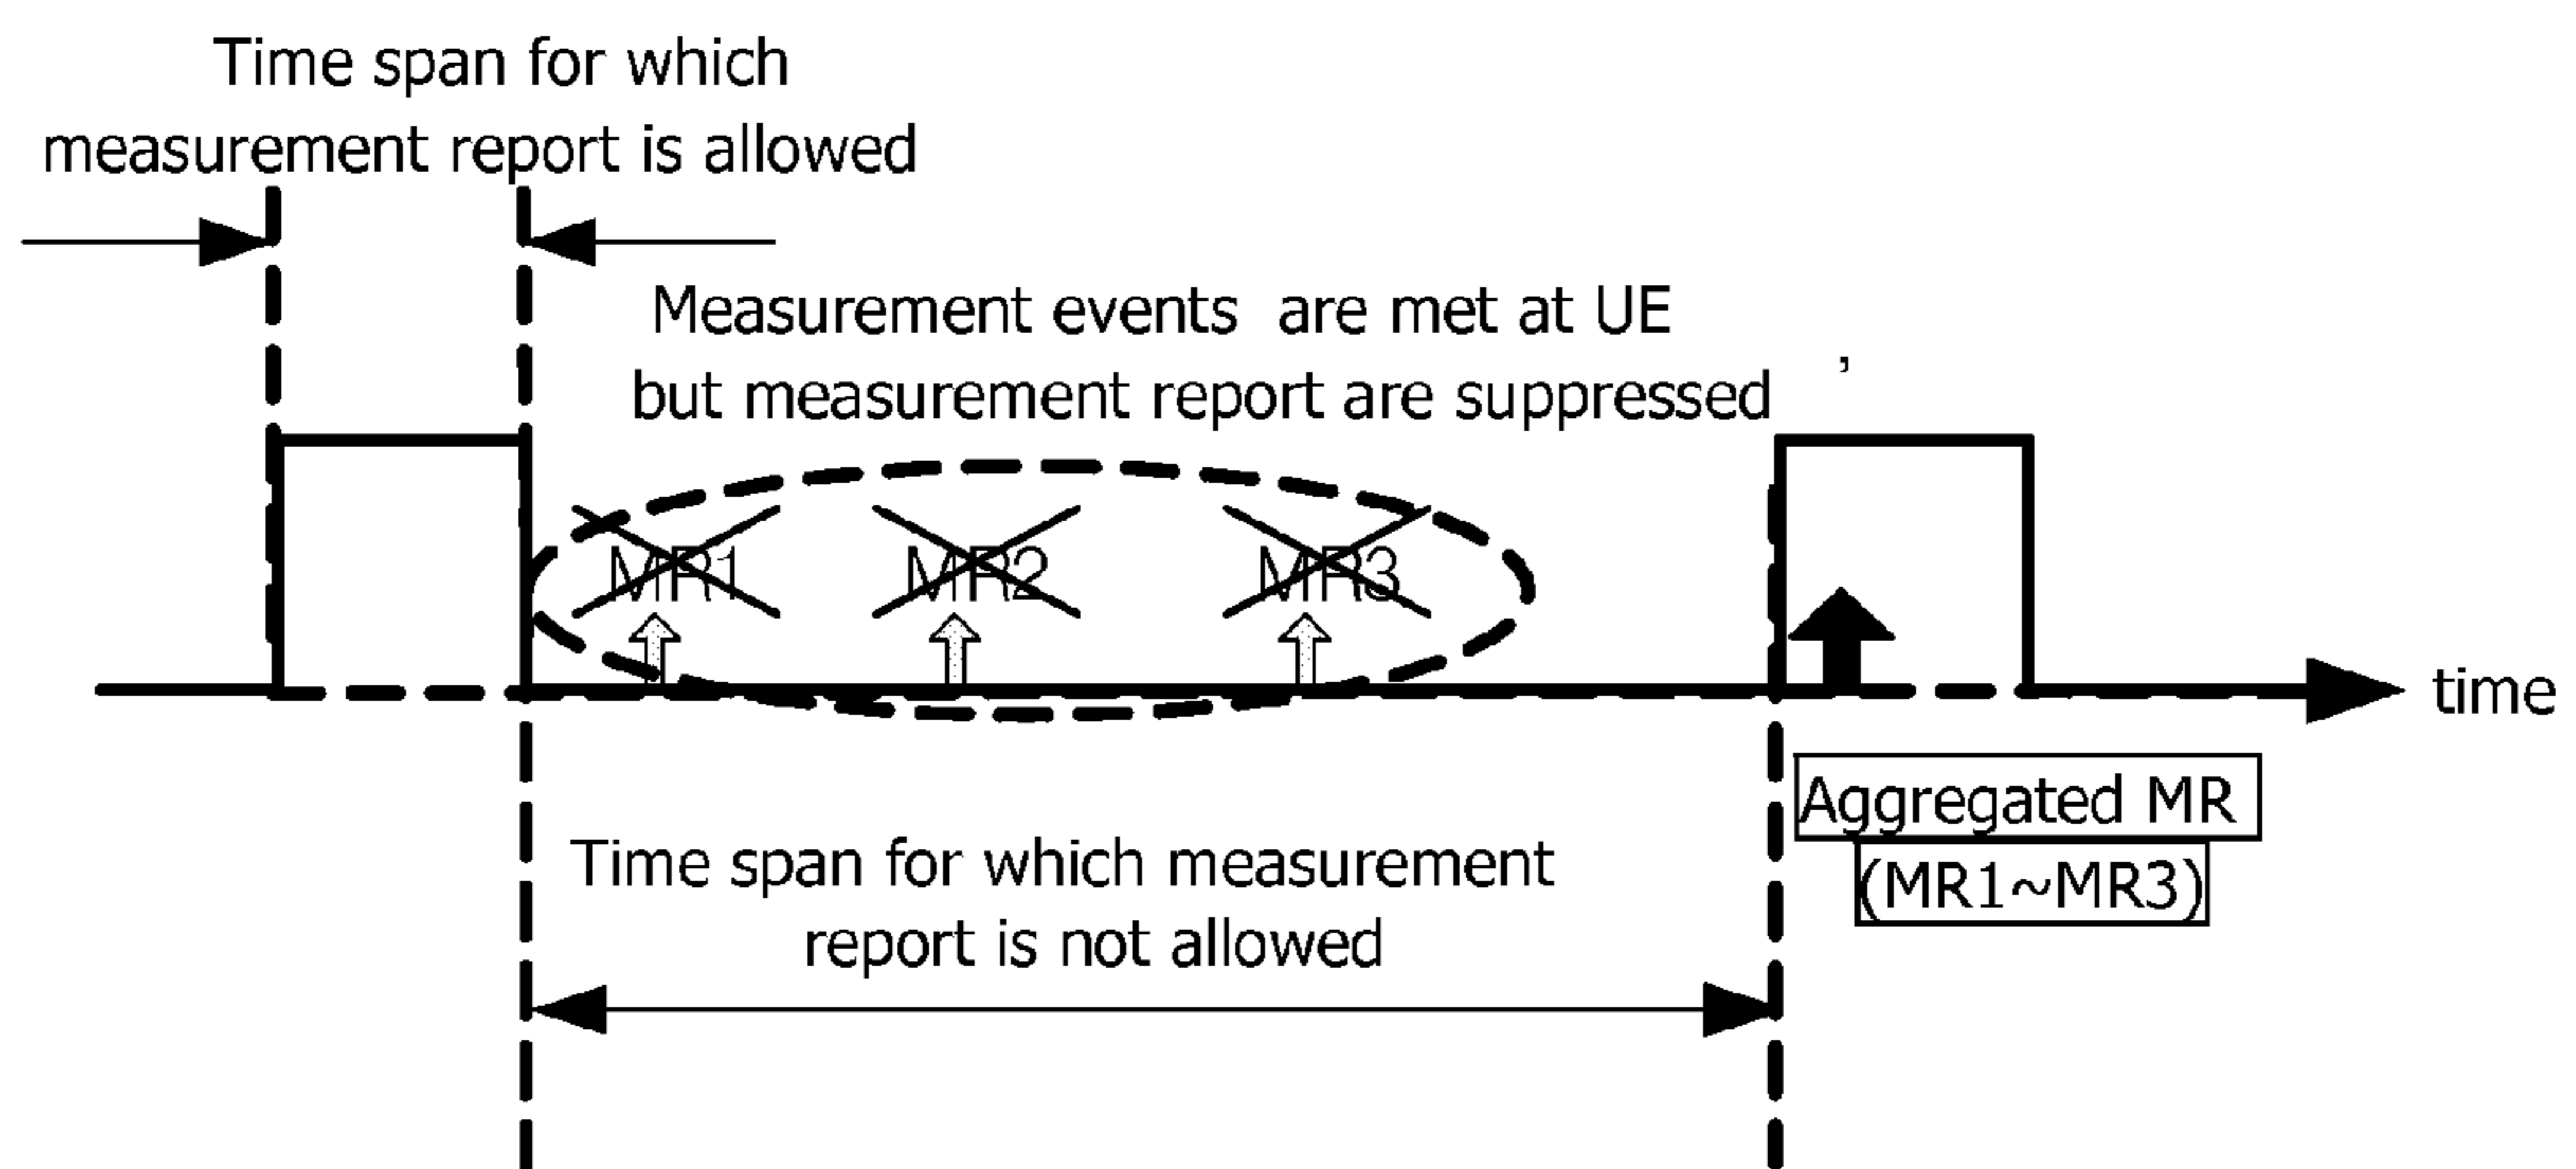 Time span for which
measurement report is allowed
Measurement events are met at UE
but measurement report are suppressed ,
MR1 MR2 MR3
time
Aggregated MR
(MR1~MR3)
Time span for which measurement
report is not allowed